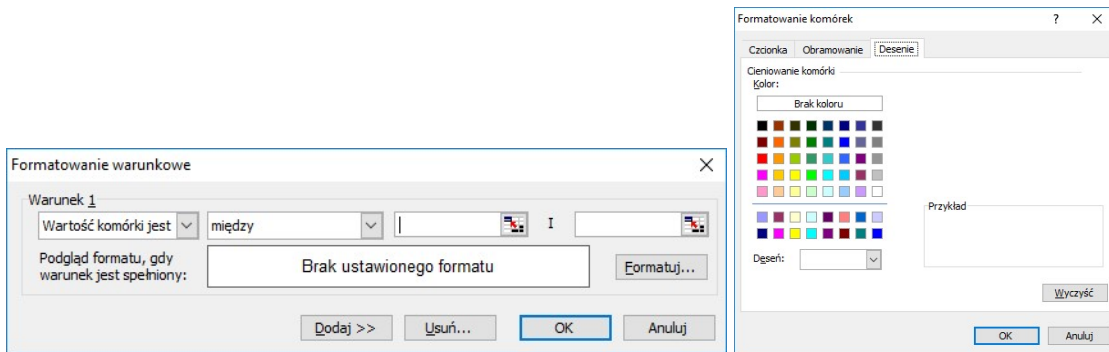 Formatowanie warunkowe
Warunek 1
Wartość komórki jest
między
I
Podgląd formatu, gdy
warunek jest spełniony:
Brak ustawionego formatu
Formatuj...
Dodaj >>
Usuń...
OK
Anuluj
Formatowanie komórek
?
Czcionka
Obramowanie
Desenie
Cieniowanie komórki
Kolor:
Brak koloru
Przykład
Deseń:
Wyczyść
OK
Anuluj